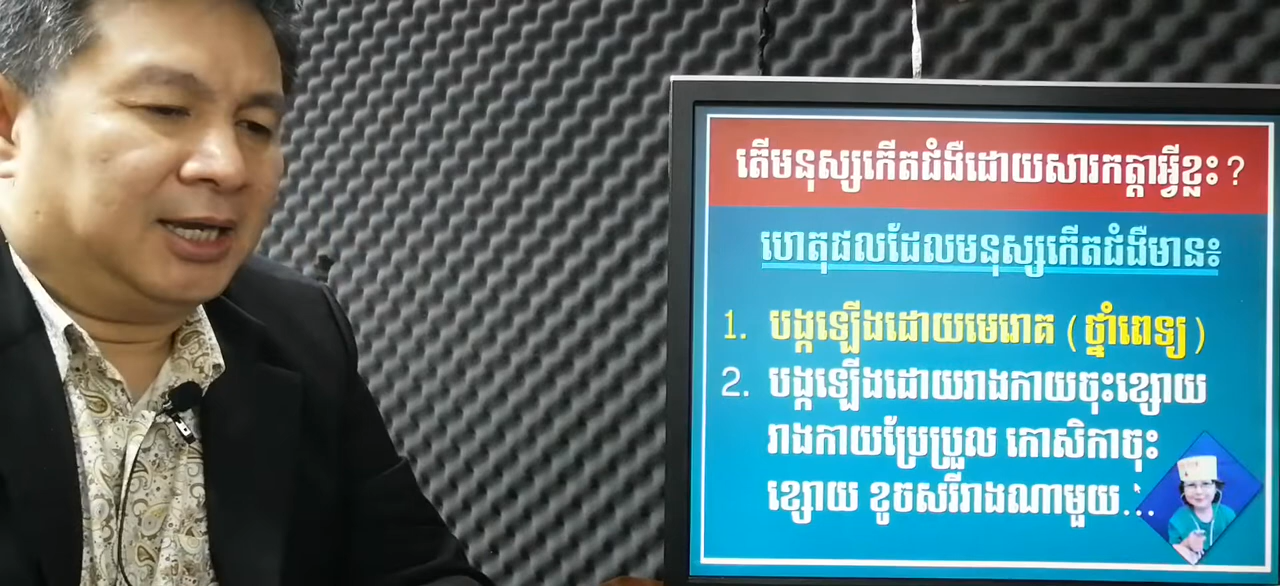 តើមនុស្សកើតជំងឺដោយសារកត្តាអ្វីខ្លះ?
ហេតុផលដែលមនុស្សកើតជំងឺមាន៖
1. បង្កឡើងដោយមេរោគ (ថ្នាំពេទ្យ)
2. បង្កឡើងដោយរាងកាយចុះខ្សោយ
រាងកាយប្រែប្រួល កោសិកាចុះ
ខ្សោយ ខូចសរីរាងណាមួយ...